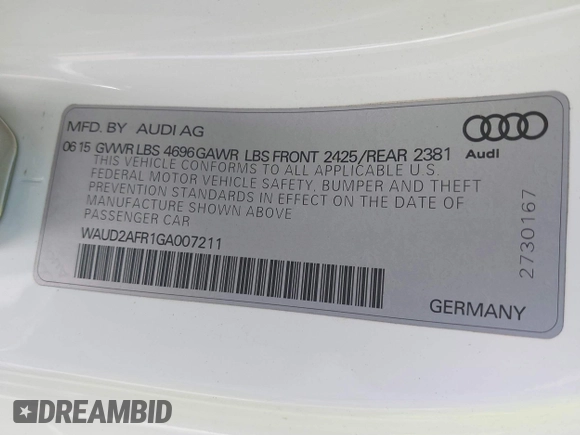 MFD. BY AUDI AG
Audi
0615 GVWR LBS 4696 GAWR LBS FRONT 2425/REAR 2381
THIS VEHICLE CONFORMS TO ALL APPLICABLE U.S.
FEDERAL MOTOR VEHICLE SAFETY, BUMPER AND THEFT
PREVENTION STANDARDS IN EFFECT ON THE DATE OF
MANUFACTURE SHOWN ABOVE
PASSENGER CAR
WAUD2AFR1GA007211
2730167
GERMANY
DREAMBID